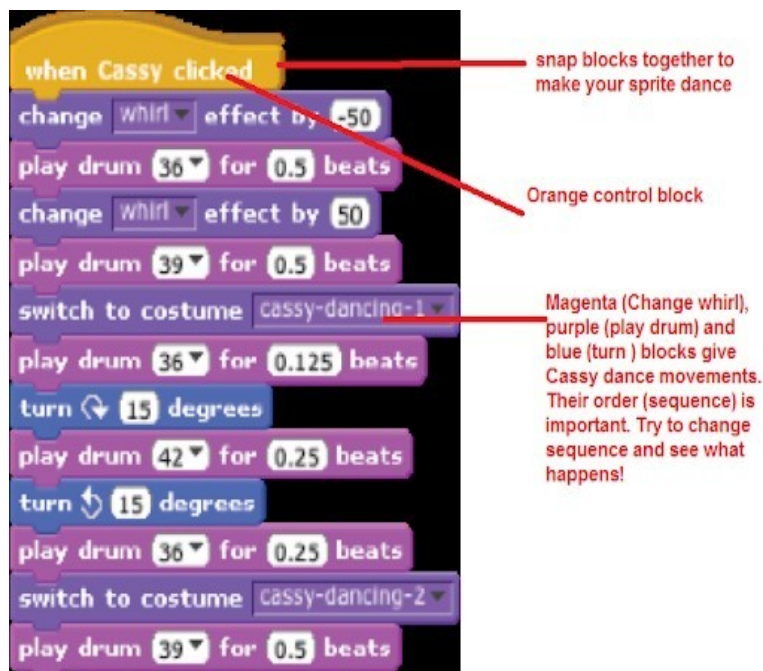 when Cassy clicked
change whirl effect by -50
play drum 36 for 0.5 beats
change whirl effect by 50
play drum 39 for 0.5 beats
switch to costume cassy-dancing-1
play drum 36 for 0.125 beats
turn 15 degrees
play drum 42 for 0.25 beats
turn 15 degrees
play drum 36 for 0.25 beats
switch to costume cassy-dancing-2
play drum 39 for 0.5 beats
snap blocks together to
make your sprite dance
Orange control block
Magenta (Change whirl),
purple (play drum) and
blue (turn ) blocks give
Cassy dance movements.
Their order (sequence) is
important. Try to change
sequence and see what
happens!